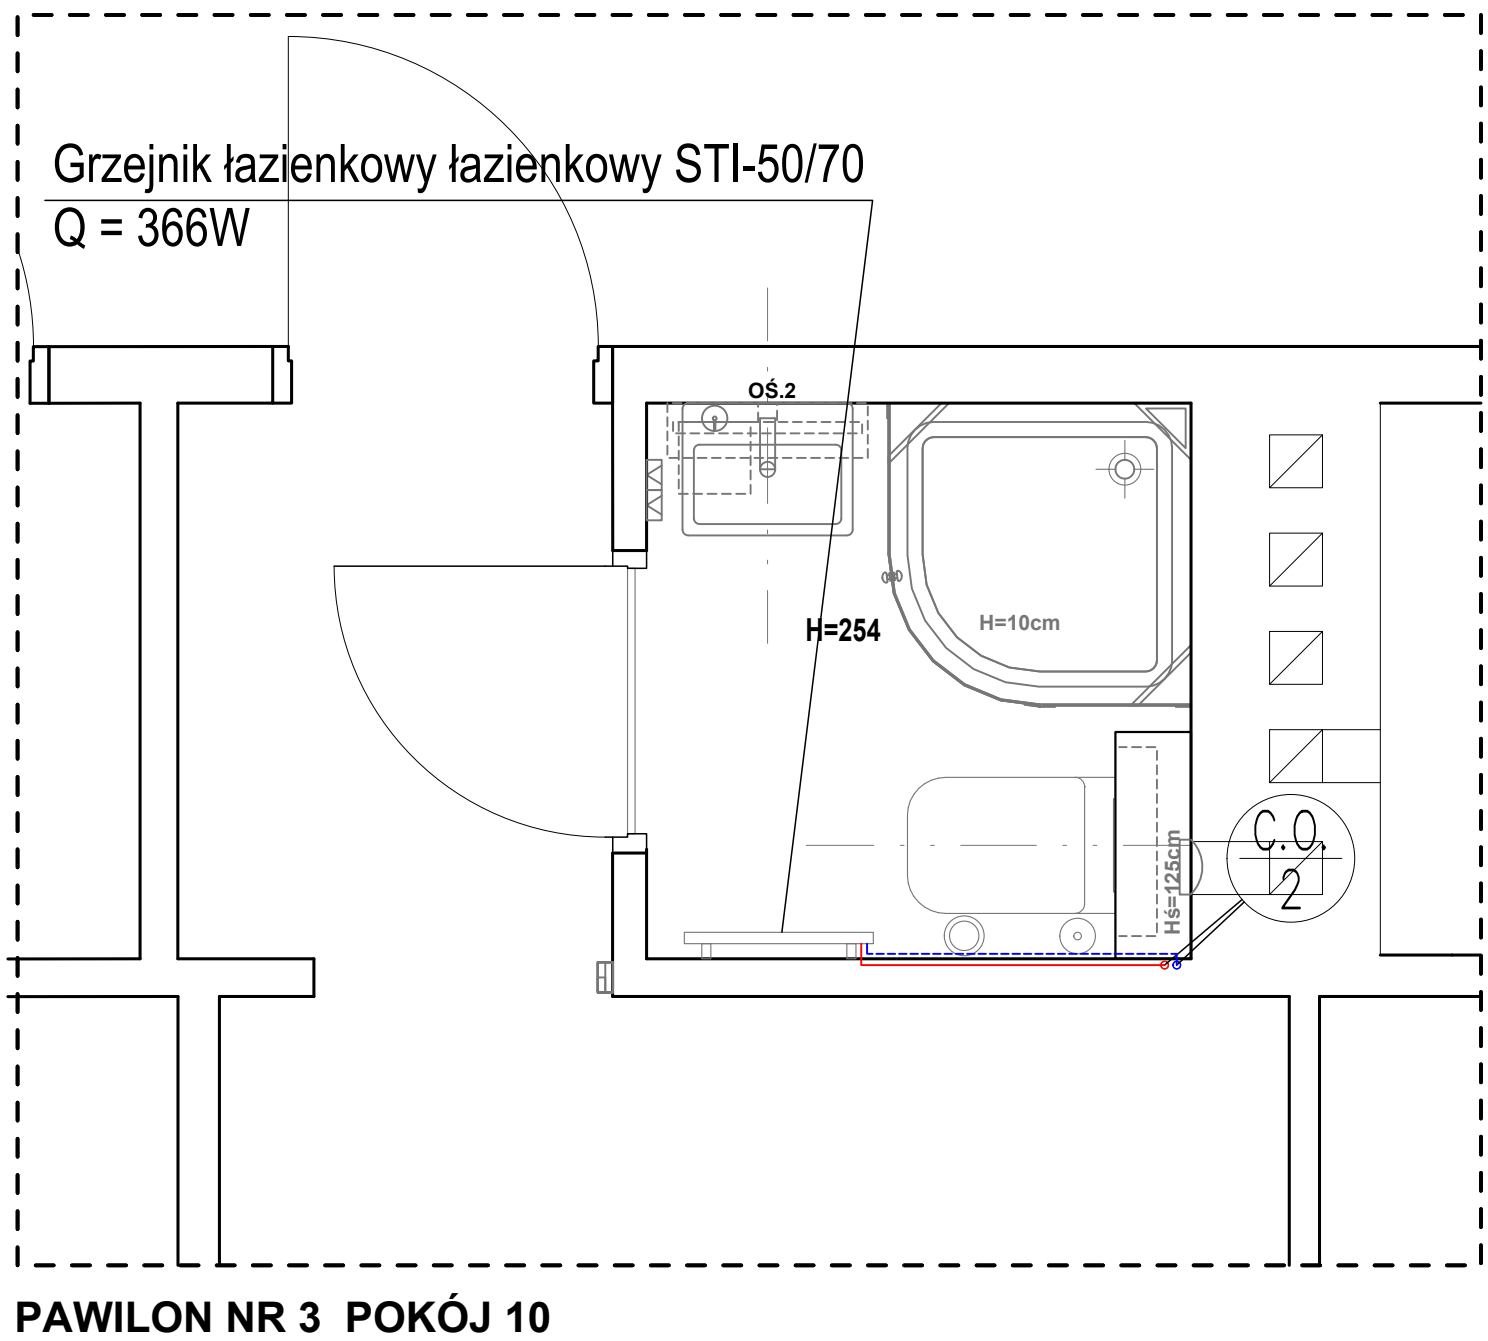 Grzejnik łazienkowy łazienkowy STI-50/70
Q = 366W
OŚ.2
H=254
H=10cm
Hś=125cm
C.O.
2
PAWILON NR 3 POKÓJ 10